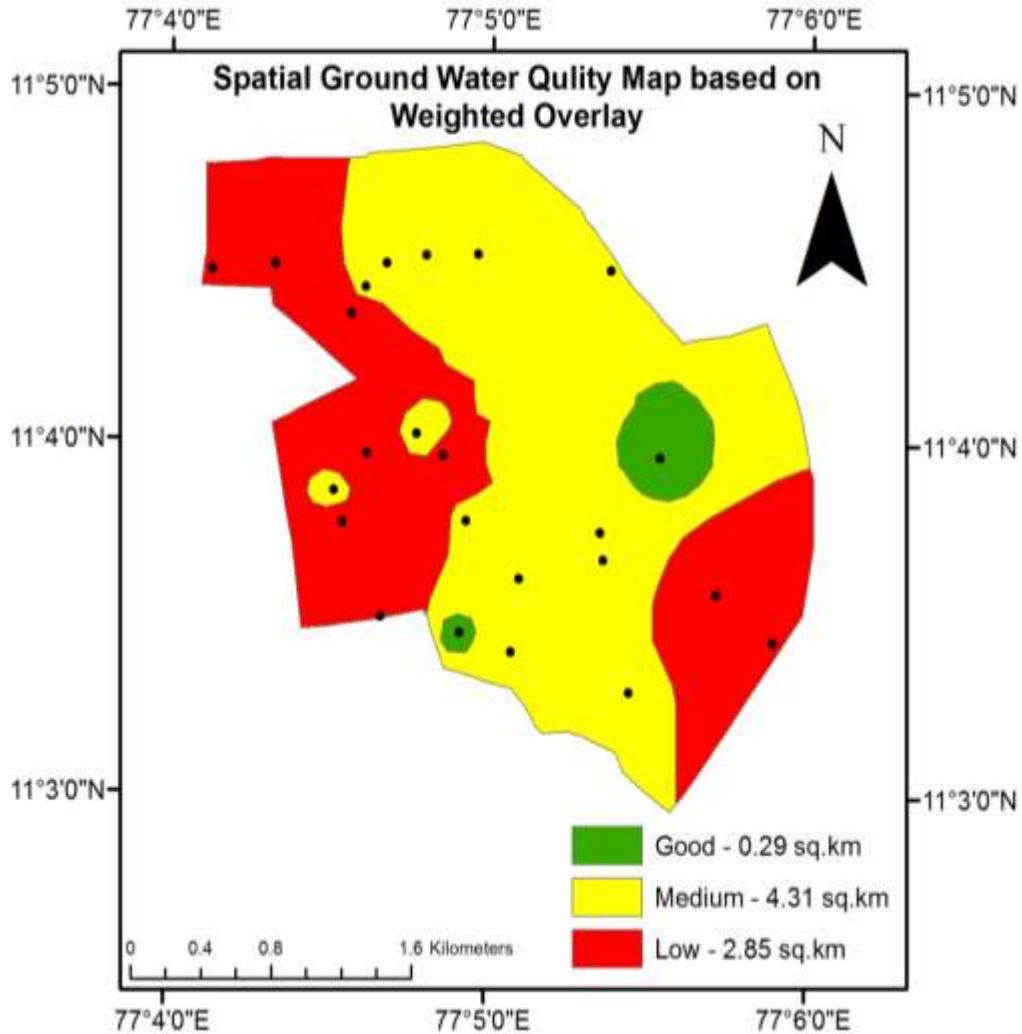 77°4'0"E 77°5'0"E 77°6'0"E
Spatial Ground Water Qulity Map based on
Weighted Overlay
11°5'0"N 11°5'0"N
N
11°4'0"N 11°4'0"N
11°3'0"N 11°3'0"N
Good - 0.29 sq.km
Medium - 4.31 sq.km
Low - 2.85 sq.km
0 0.4 0.8 1.6 Kilometers
77°4'0"E 77°5'0"E 77°6'0"E